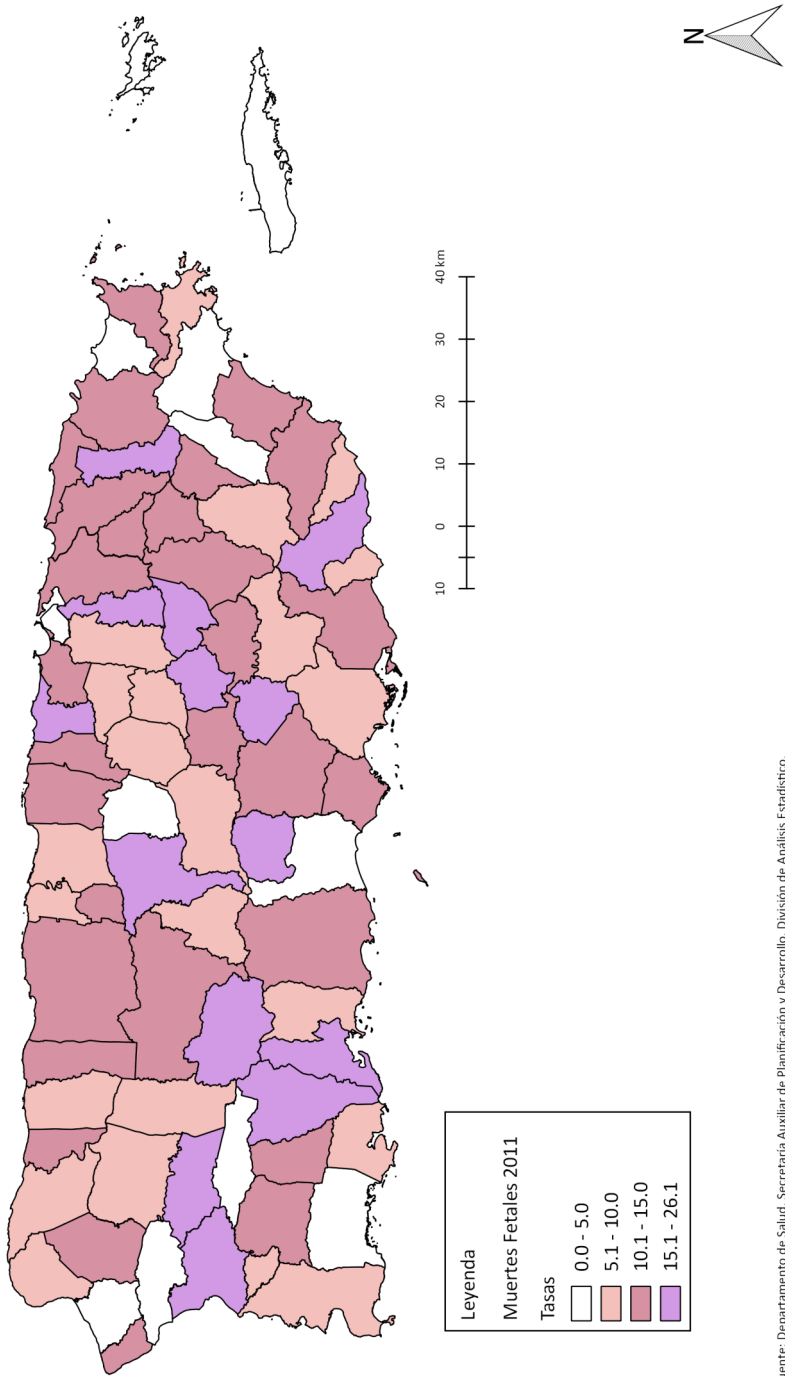 N
10 0 10 20 30 40 km
Leyenda
Muertes Fetales 2011
Tasas
0.0 - 5.0
5.1 - 10.0
10.1 - 15.0
15.1 - 26.1
uente: Departamento de Salud, Secretaría Auxiliar de Planificación y Desarrollo, División de Análisis Estadístico.